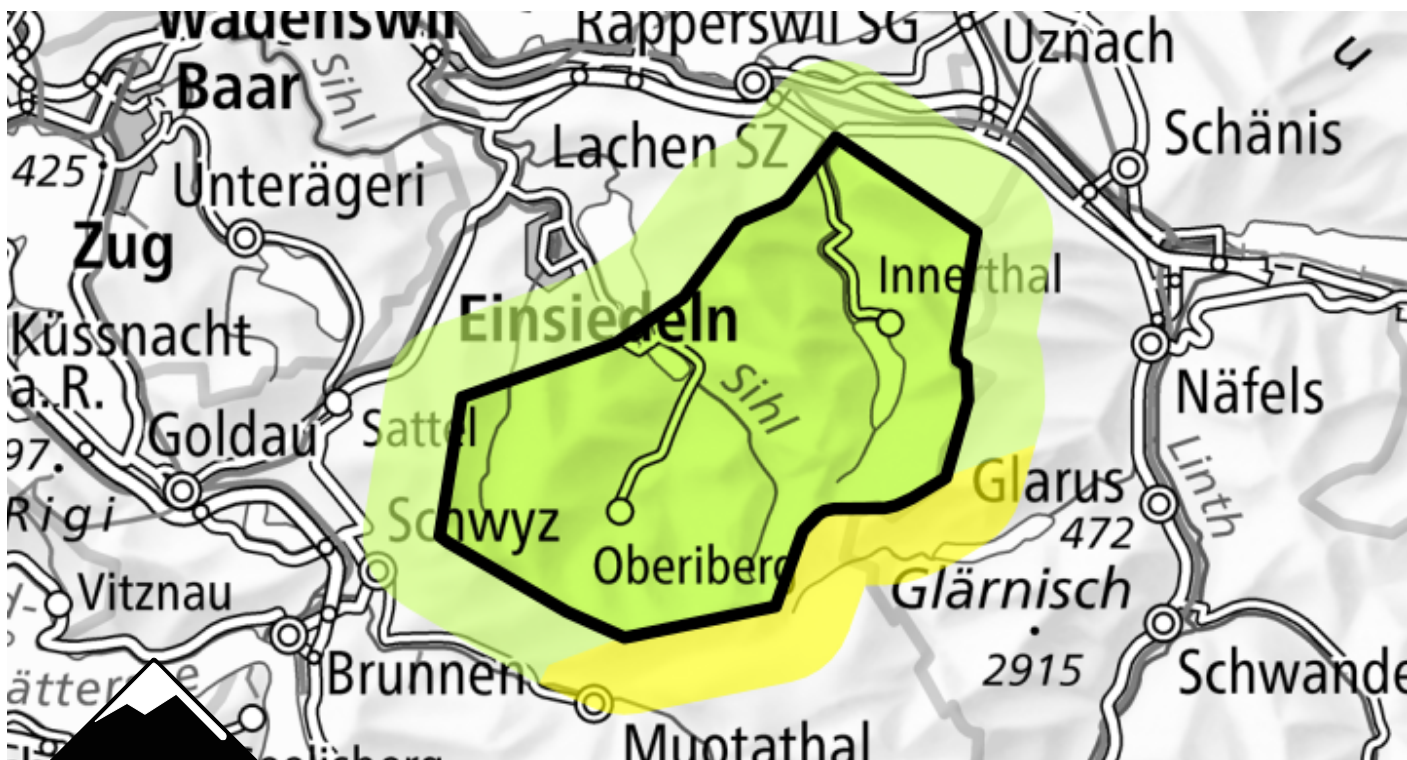 Wädenswil
Rapperswil SG
Uznach
u
Sihl
Baar
Lachen SZ
Schänis
425
Unterägeri
Zug
Innerthal
Einsiedeln
Küssnacht
a. R.
Näfels
Sihl
Sattel
Goldau
97
Linth
Glarus
472
Rigi
Schwyz
Oberiberg
Glärnisch
2915
Vitznau
Brunnen
Schwande
Muotathal